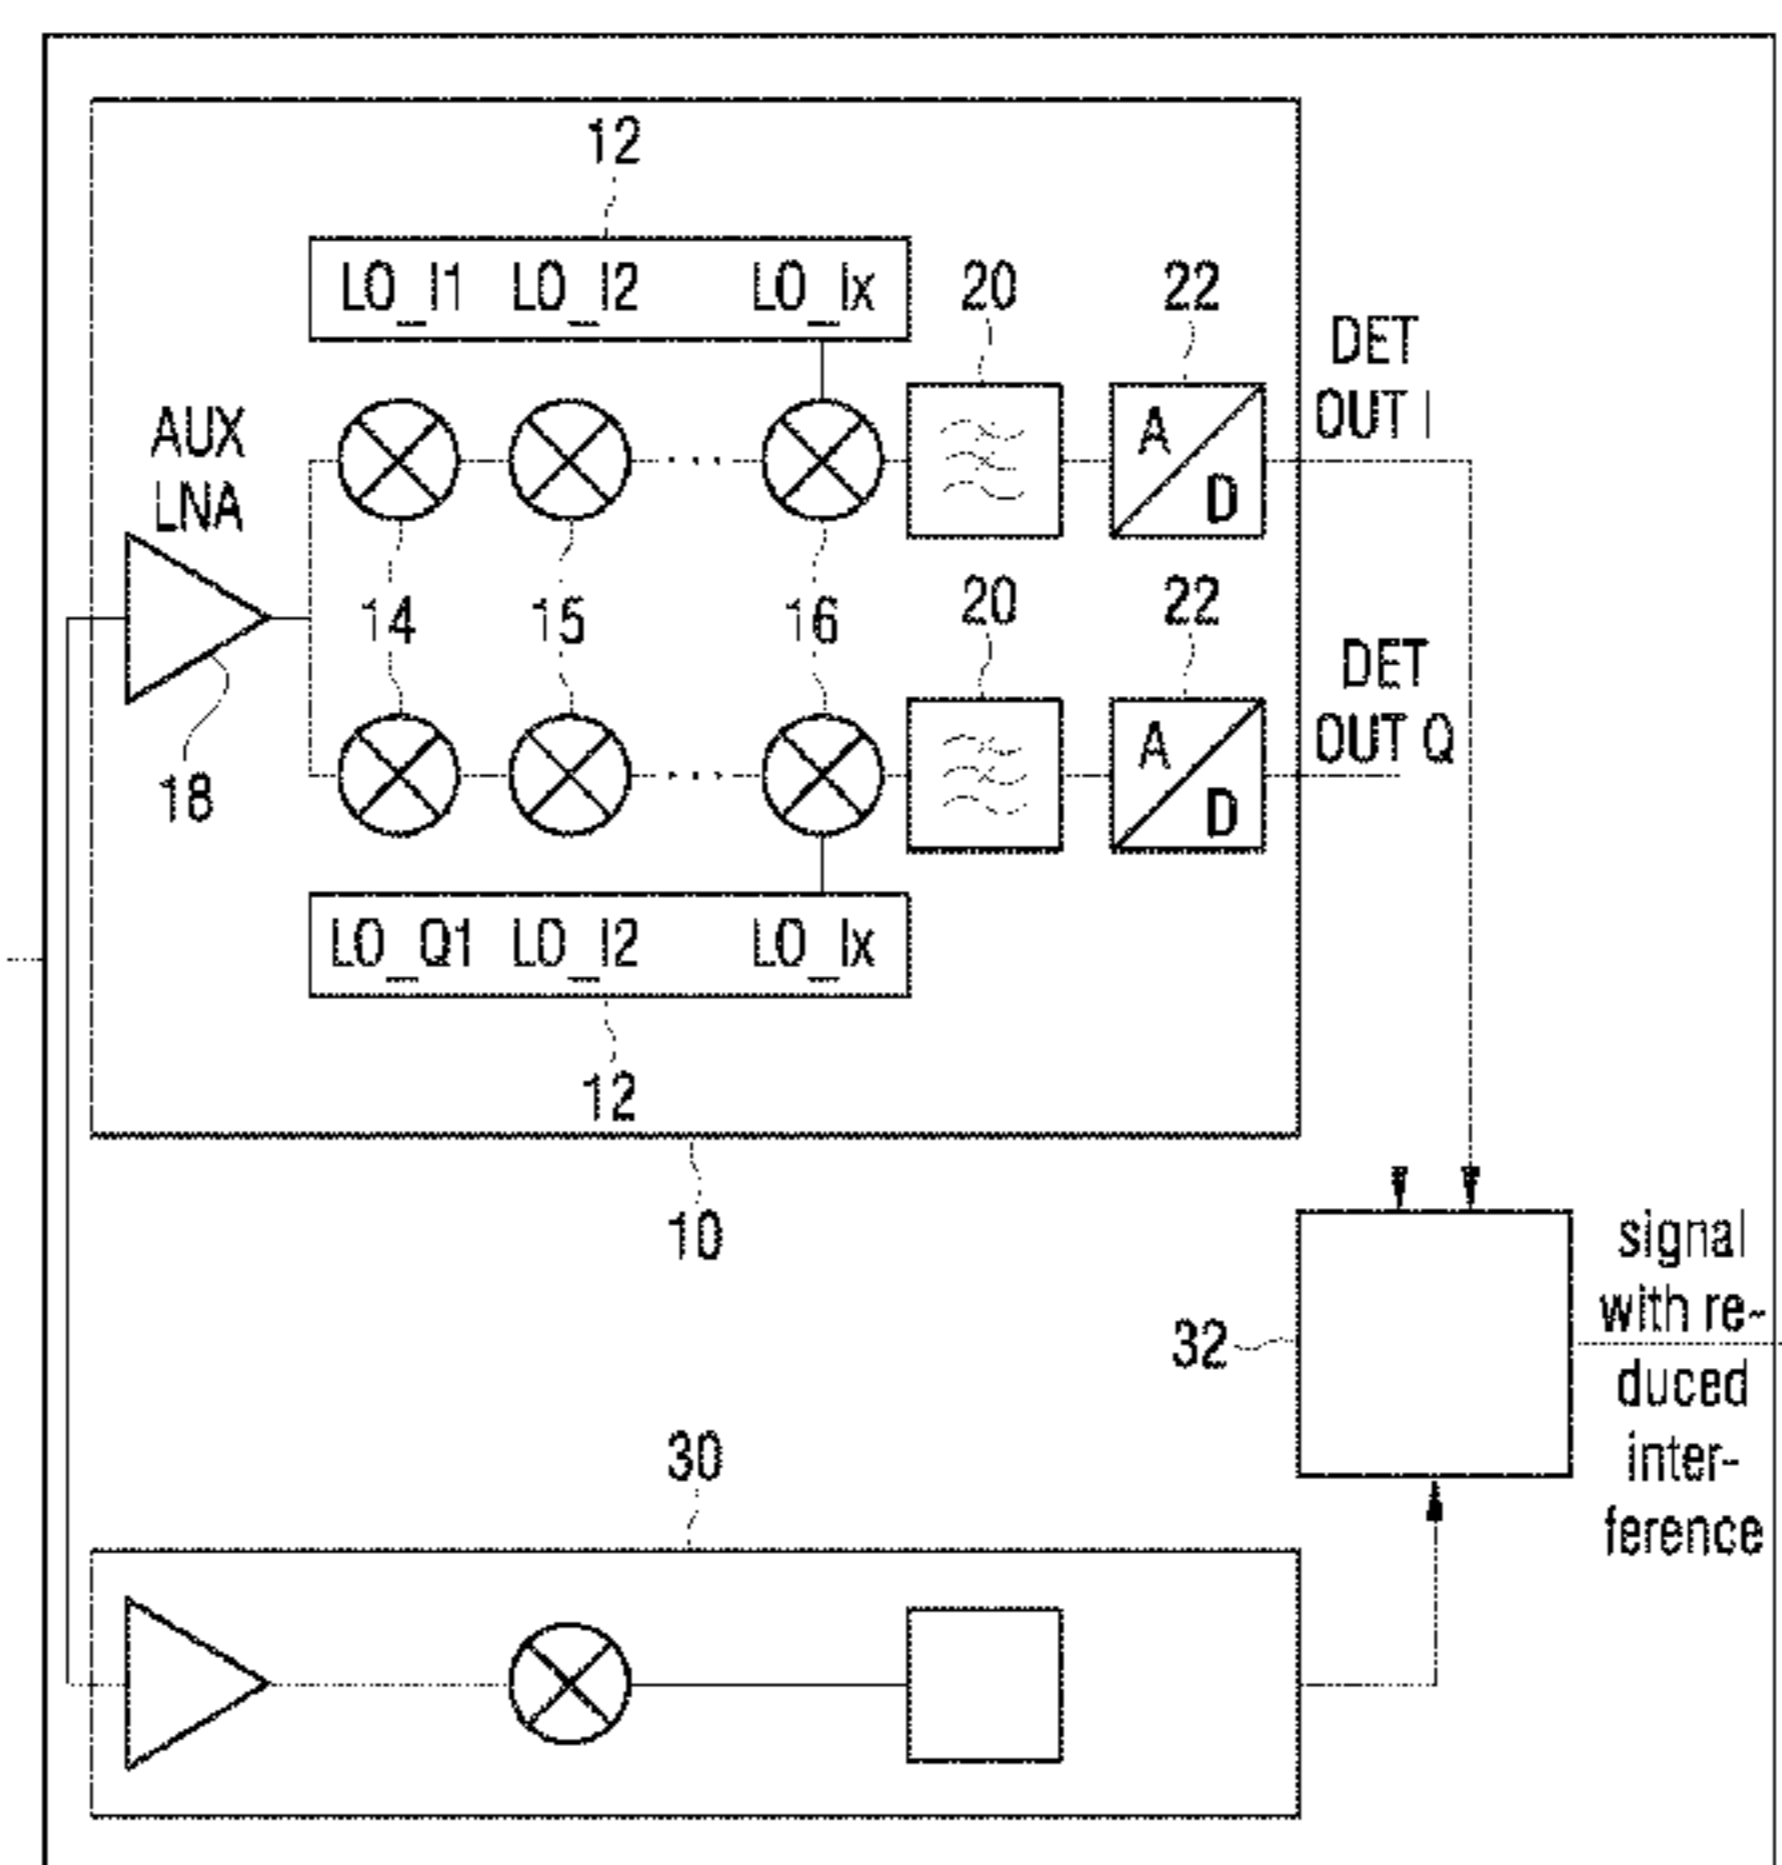 12
LO_I1 LO_I2 LO_Ix
20
22
DET
OUT I
AUX
LNA
A
D
14
15
16
20
22
DET
OUT Q
18
A
D
LO_Q1 LO_I2 LO_Ix
12
10
32
signal
with re-
duced
inter-
ference
30